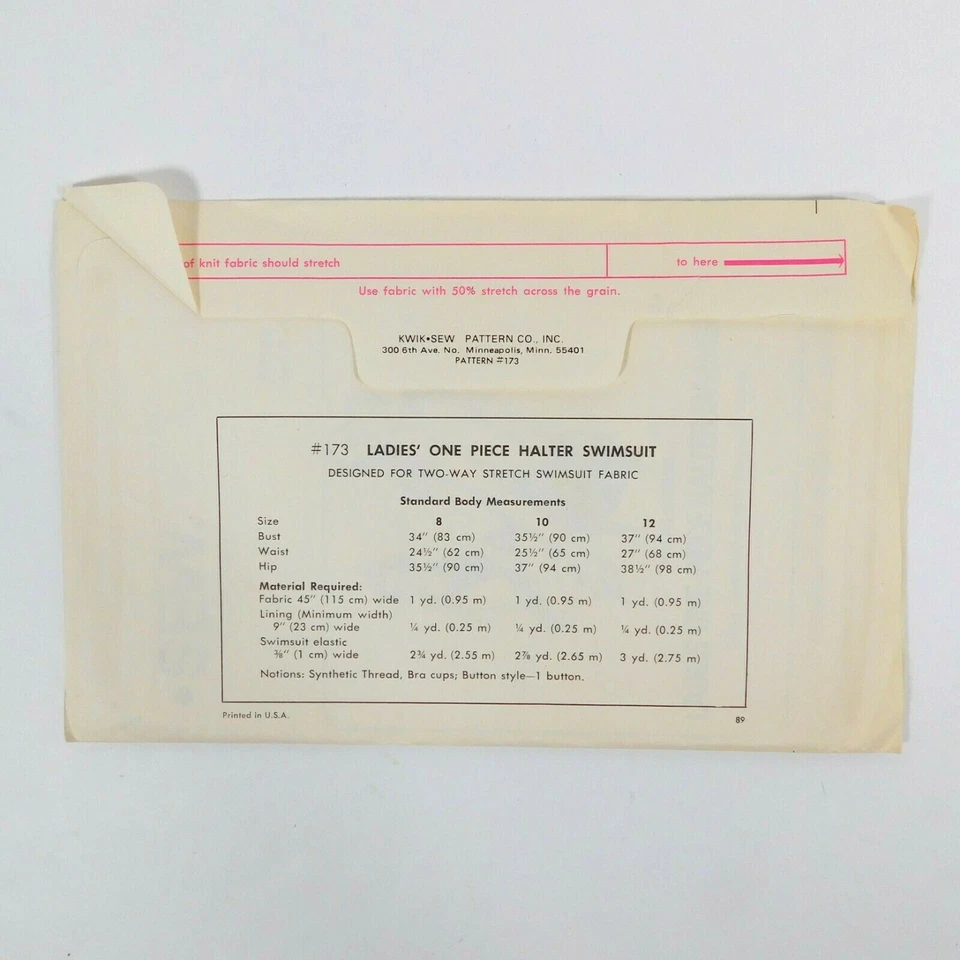 of knit fabric should stretch to here
Use fabric with 50% stretch across the grain.
KWIK•SEW PATTERN CO., INC.
300 6th Ave. No. Minneapolis, Minn. 55401
PATTERN #173
#173 LADIES' ONE PIECE HALTER SWIMSUIT
DESIGNED FOR TWO-WAY STRETCH SWIMSUIT FABRIC
Standard Body Measurements
Size 8 10 12
Bust 34" (83 cm) 35½" (90 cm) 37" (94 cm)
Waist 24½" (62 cm) 25½" (65 cm) 27" (68 cm)
Hip 35½" (90 cm) 37" (94 cm) 38½" (98 cm)
Material Required:
Fabric 45" (115 cm) wide 1 yd. (0.95 m) 1 yd. (0.95 m) 1 yd. (0.95 m)
Lining (Minimum width)
9" (23 cm) wide ¼ yd. (0.25 m) ¼ yd. (0.25 m) ¼ yd. (0.25 m)
Swimsuit elastic
⅜" (1 cm) wide 2¾ yd. (2.55 m) 2⅞ yd. (2.65 m) 3 yd. (2.75 m)
Notions: Synthetic Thread, Bra cups; Button style—1 button.
Printed in U.S.A. 89